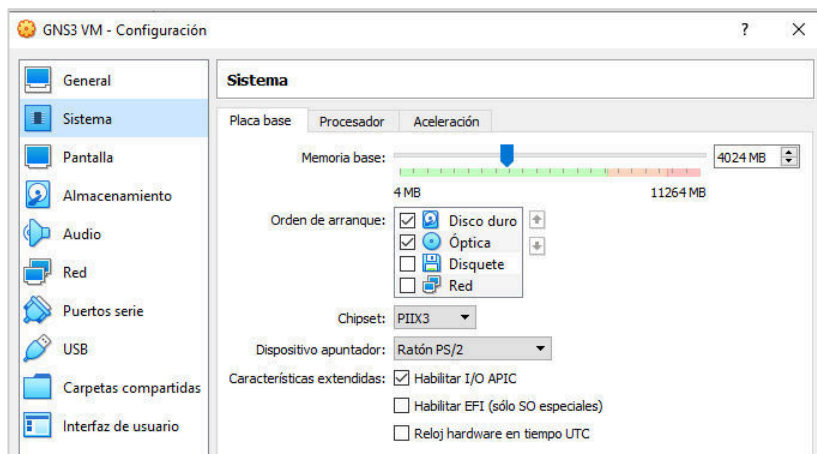 GNS3 VM - Configuración
?
General
Sistema
Pantalla
Almacenamiento
Audio
Red
Puertos serie
USB
Carpetas compartidas
Interfaz de usuario
Sistema
Placa base Procesador Aceleración
Memoria base: 4024 MB
4 MB 11264 MB
Orden de arranque: Disco duro
Óptica
Disquete
Red
Chipset: PIIX3
Dispositivo apuntador: Ratón PS/2
Características extendidas: Habilitar I/O APIC
Habilitar EFI (sólo SO especiales)
Reloj hardware en tiempo UTC